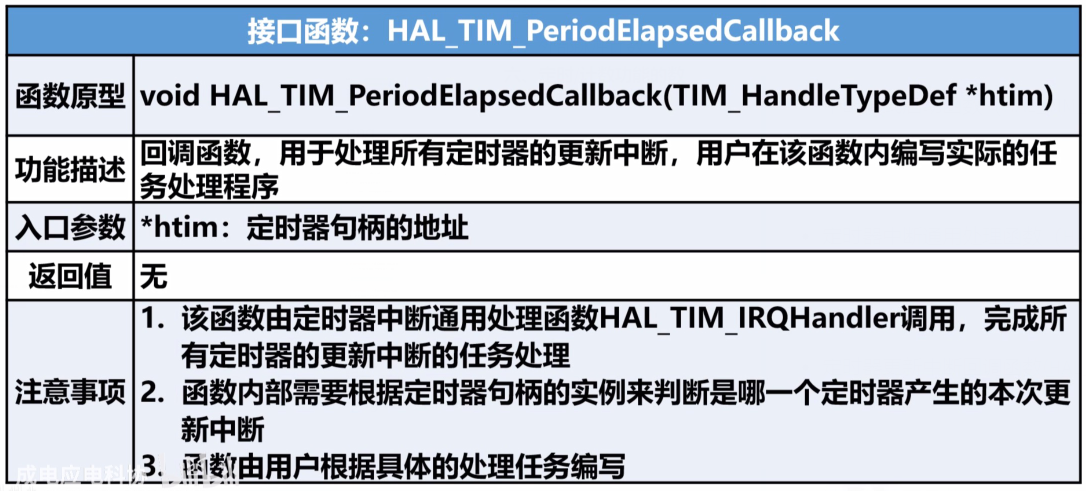 接口函数：HAL_TIM_PeriodElapsedCallback
函数原型 void HAL_TIM_PeriodElapsedCallback(TIM_HandleTypeDef *htim)
功能描述 回调函数，用于处理所有定时器的更新中断，用户在该函数内编写实际的任
务处理程序
入口参数 *htim：定时器句柄的地址
返回值 无
注意事项
1. 该函数由定时器中断通用处理函数HAL_TIM_IRQHandler调用，完成所
有定时器的更新中断的任务处理
2. 函数内部需要根据定时器句柄的实例来判断是哪一个定时器产生的本次更
新中断
3. 函数由用户根据具体的处理任务编写
成电应电科协